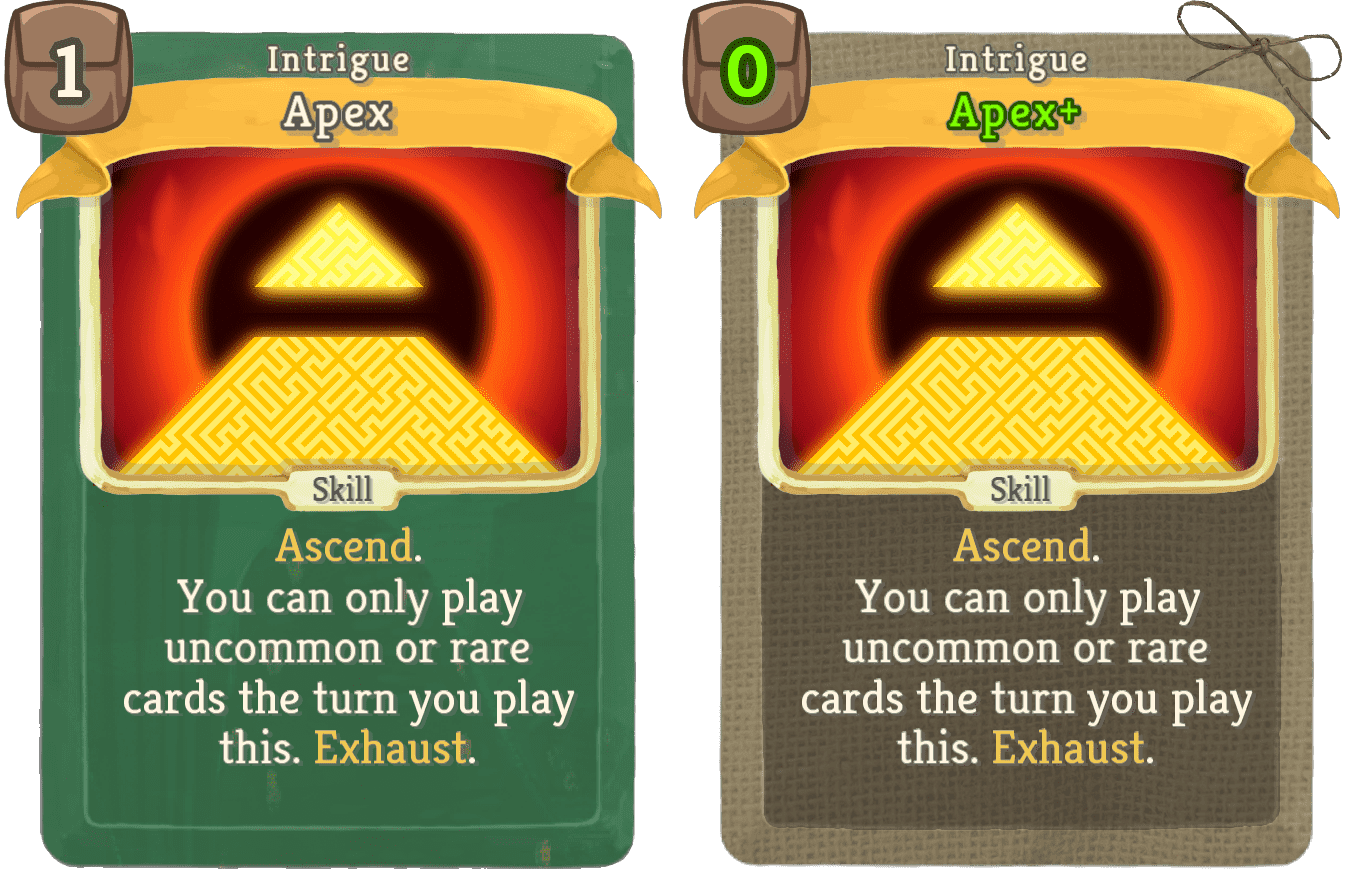 1
Intrigue
Apex
Skill
Ascend.
You can only play
uncommon or rare
cards the turn you play
this. Exhaust.
0
Intrigue
Apex+
Skill
Ascend.
You can only play
uncommon or rare
cards the turn you play
this. Exhaust.